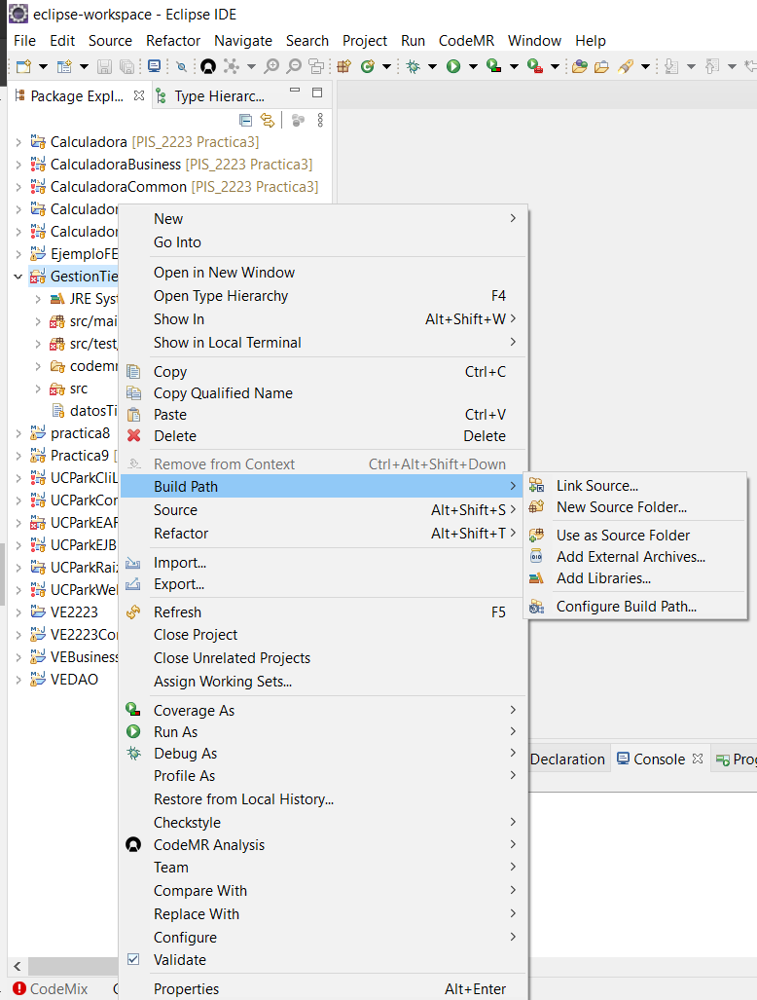 eclipse-workspace - Eclipse IDE
File Edit Source Refactor Navigate Search Project Run CodeMR Window Help
Package Expl... Type Hierarc...
Calculadora [PIS_2223 Practica3]
CalculadoraBusiness [PIS_2223 Practica3]
CalculadoraCommon [PIS_2223 Practica3]
Calculador
Calculador
EjemploFE
GestionTie
JRE Syst
src/mai
src/test
codemr
src
datosTi
practica8
Practica9 [
UCParkCliL
UCParkCor
UCParkEAR
UCParkEJB
UCParkRaiz
UCParkWel
VE2223
VE2223Cor
VEBusiness
VEDAO
New
Go Into
Open in New Window
Open Type Hierarchy F4
Show In Alt+Shift+W
Show in Local Terminal
Copy Ctrl+C
Copy Qualified Name
Paste Ctrl+V
Delete Delete
Remove from Context Ctrl+Alt+Shift+Down
Build Path
Source Alt+Shift+S
Refactor Alt+Shift+T
Import...
Export...
Refresh F5
Close Project
Close Unrelated Projects
Assign Working Sets...
Coverage As
Run As
Debug As
Profile As
Restore from Local History...
Checkstyle
CodeMR Analysis
Team
Compare With
Replace With
Configure
Validate
Properties Alt+Enter
Link Source...
New Source Folder...
Use as Source Folder
Add External Archives...
Add Libraries...
Configure Build Path...
Declaration Console Prog
CodeMix